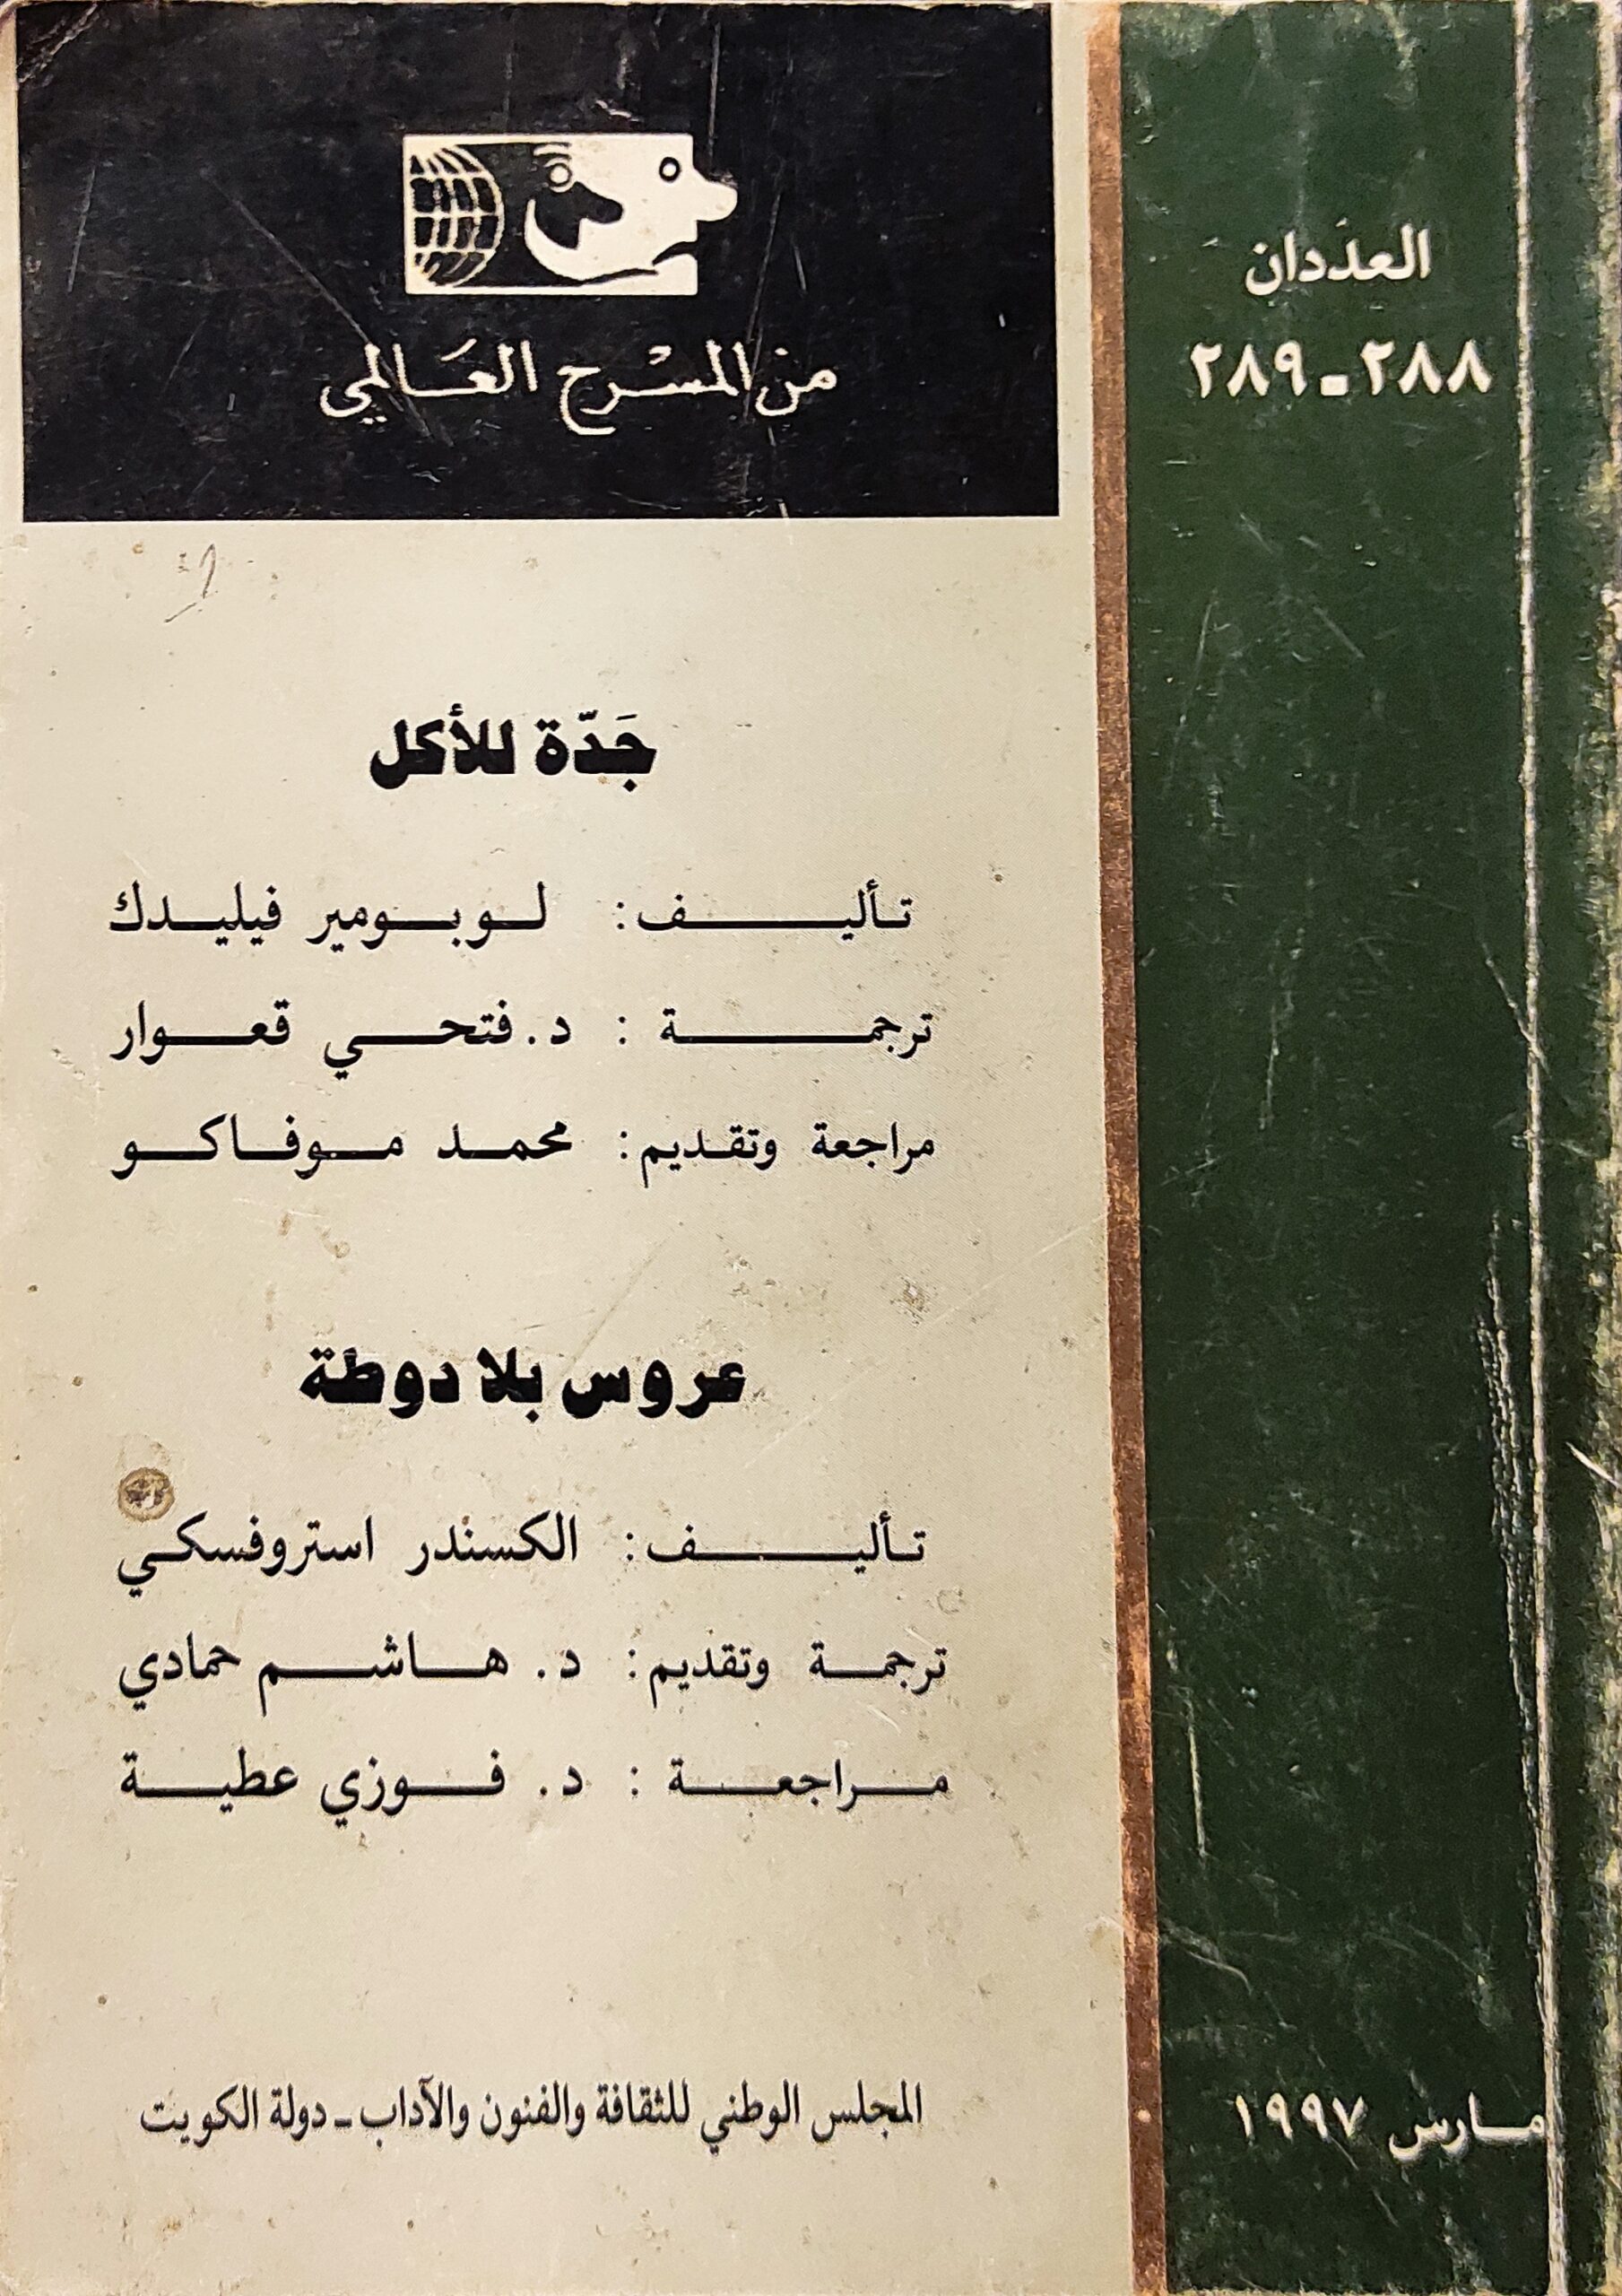 العددان
٢٨٨ - ٢٨٩
من المسرح العالمي
جَدّة للأكل
تأليف: لوبومير فيليدك
ترجمة : د. فتحي قعوار
مراجعة وتقديم: محمد موفاكو
عروس بلا دوطة
تأليف: الكسندر استروفسكي
ترجمة وتقديم: د. هاشم حمادي
مراجعة : د. فوزي عطية
المجلس الوطني للثقافة والفنون والآداب - دولة الكويت
مارس ١٩٩٧